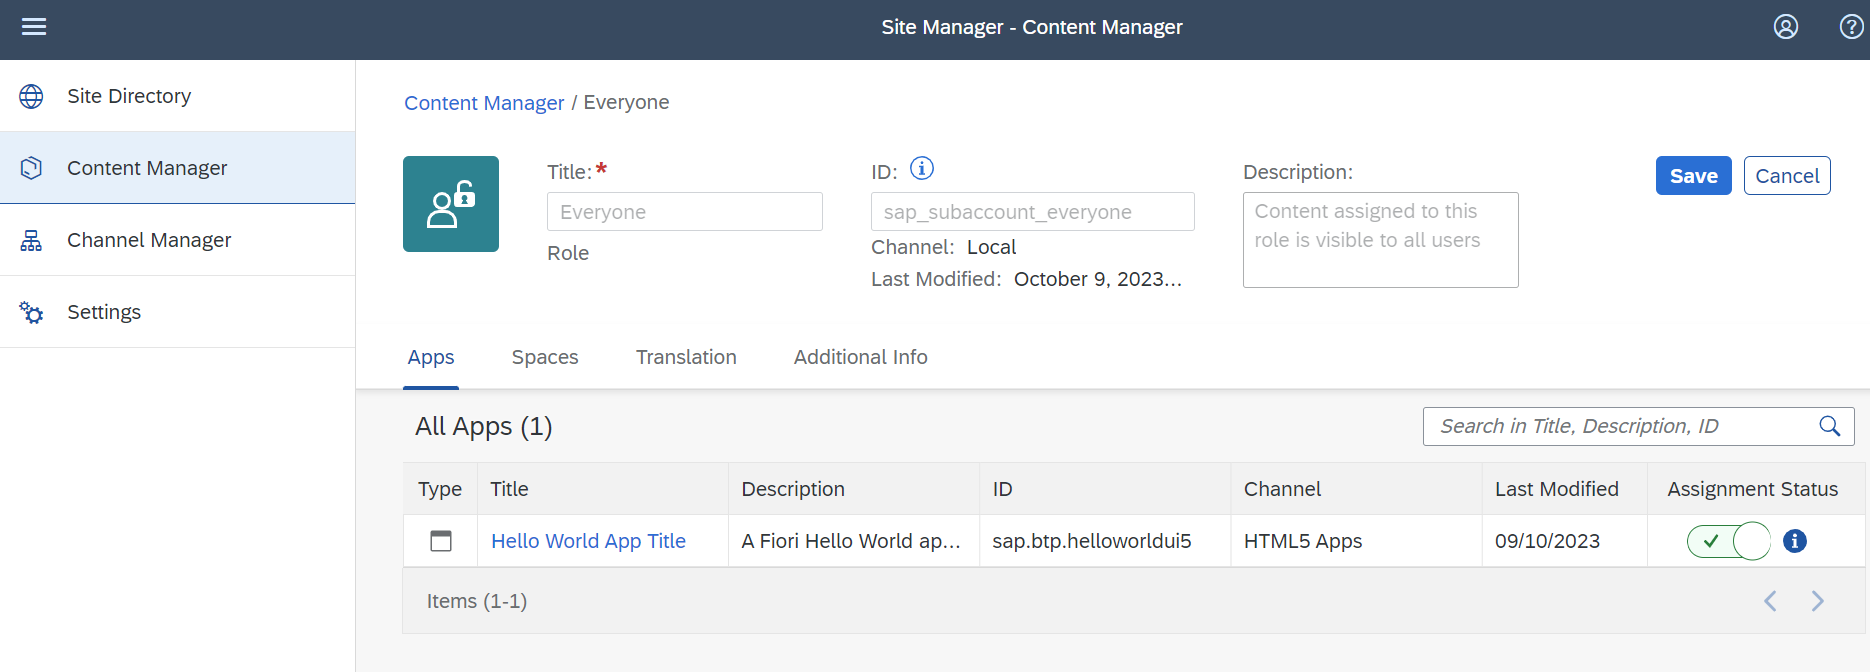 Site Manager - Content Manager
Site Directory
Content Manager
Channel Manager
Settings
Content Manager / Everyone
Title:*
Everyone
Role
ID:
sap_subaccount_everyone
Channel: Local
Last Modified: October 9, 2023...
Description:
Content assigned to this
role is visible to all users
Save
Cancel
Apps
Spaces
Translation
Additional Info
All Apps (1)
Search in Title, Description, ID
Type Title Description ID Channel Last Modified Assignment Status
Hello World App Title A Fiori Hello World ap... sap.btp.helloworldui5 HTML5 Apps 09/10/2023
Items (1-1)